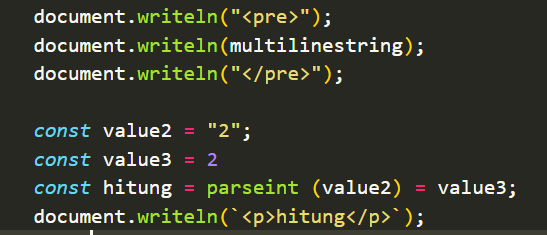 document.writeln("<pre>");
document.writeln(multilinestring);
document.writeln("</pre>");
const value2 = "2";
const value3 = 2
const hitung = parseint (value2) = value3;
document.writeln(`<p>hitung</p>`);